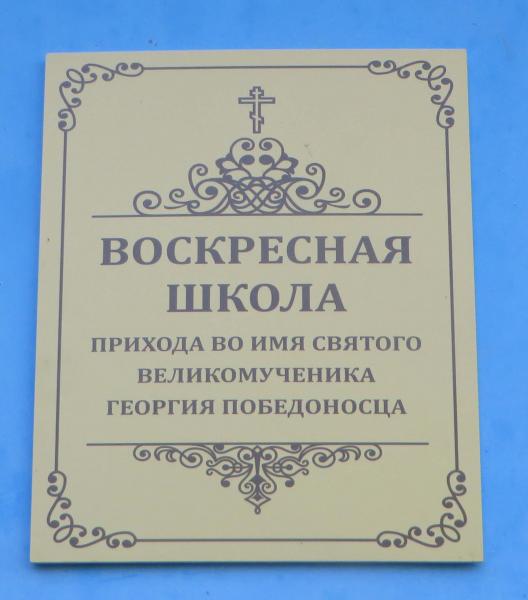 ВОСКРЕСНАЯ
ШКОЛА
ПРИХОДА ВО ИМЯ СВЯТОГО
ВЕЛИКОМУЧЕНИКА
ГЕОРГИЯ ПОБЕДОНОСЦА